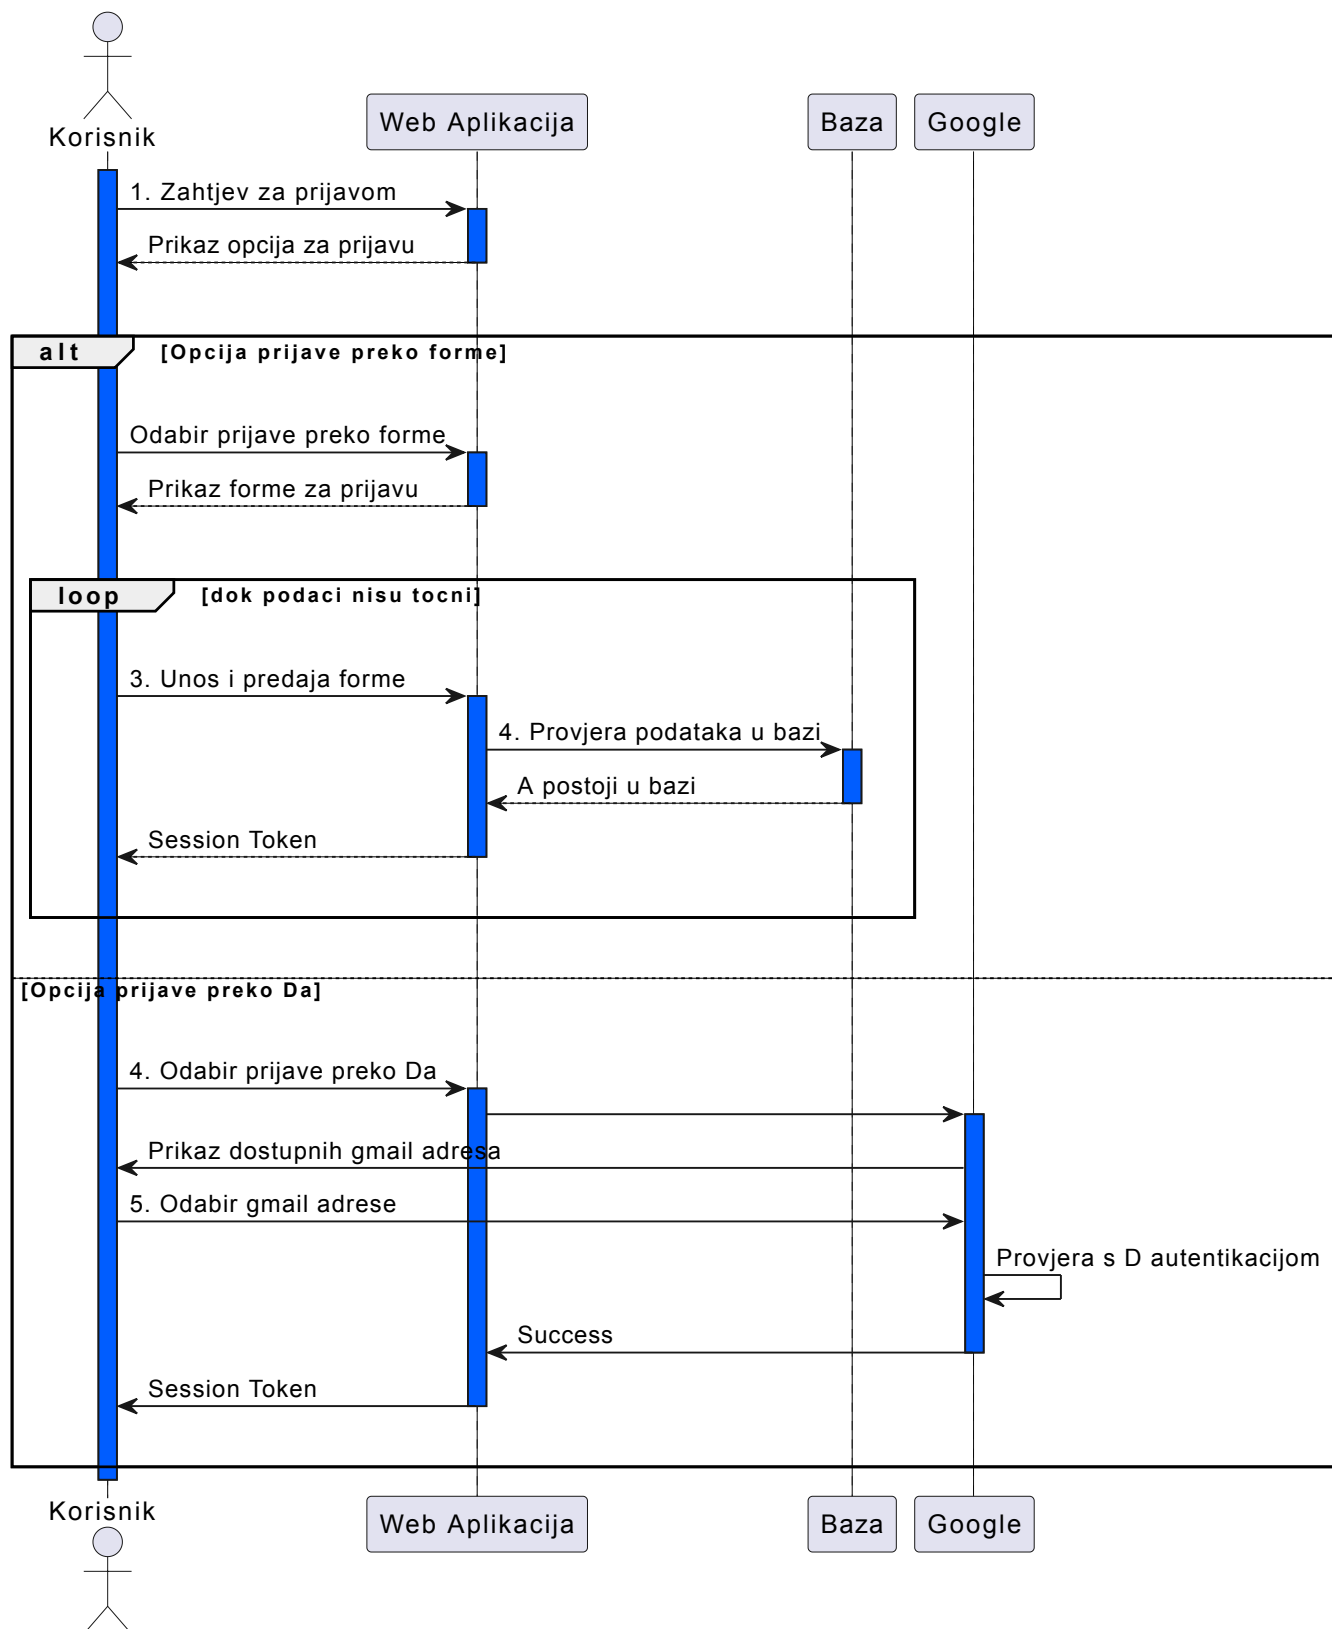 Korisnik
Web Aplikacija
Baza
Google
1. Zahtjev za prijavom
Prikaz opcija za prijavu
alt
[Opcija prijave preko forme]
Odabir prijave preko forme
Prikaz forme za prijavu
loop
[dok podaci nisu tocni]
3. Unos i predaja forme
4. Provjera podataka u bazi
A postoji u bazi
Session Token
[Opcija prijave preko Da]
4. Odabir prijave preko Da
Prikaz dostupnih gmail adresa
5. Odabir gmail adrese
Provjera s D autentikacijom
Success
Session Token
Korisnik
Web Aplikacija
Baza
Google